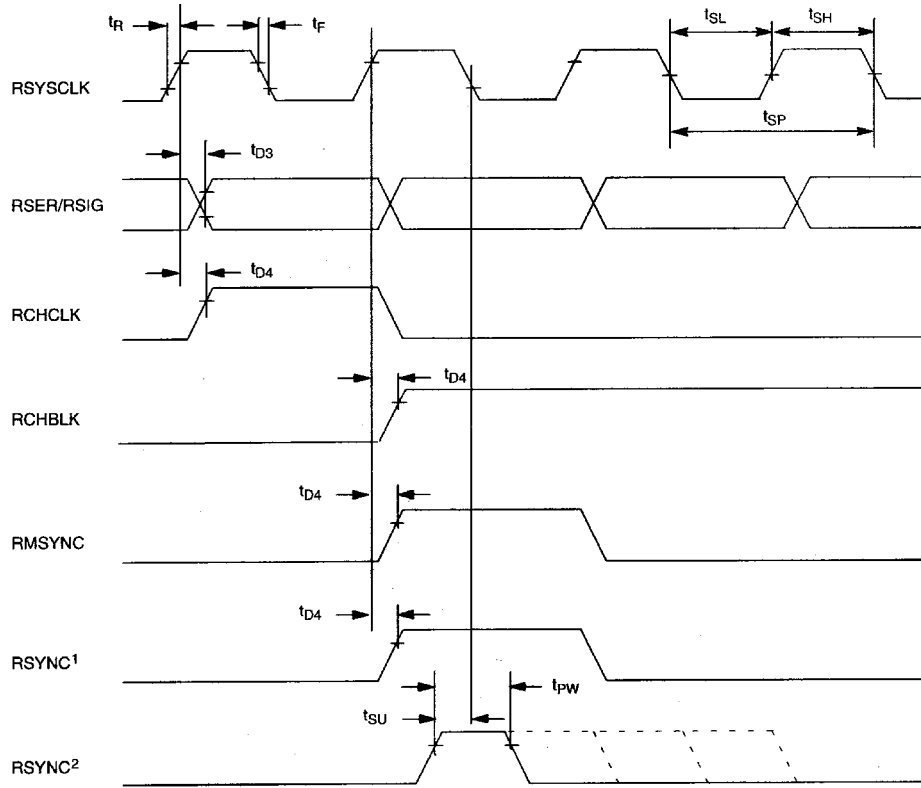 tR tF tSL tSH
RSYSCLK
tSP
tD3
RSER/RSIG
tD4
RCHCLK
tD4
RCHBLK
tD4
RMSYNC
tD4
RSYNC1
tPW
tSU
RSYNC2